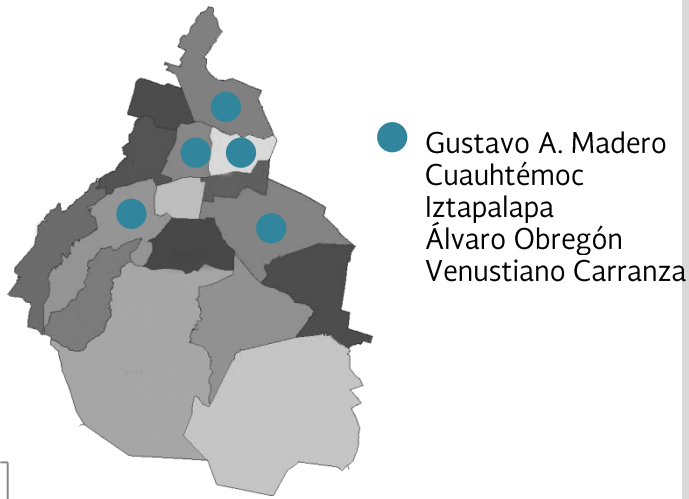 Gustavo A. Madero
Cuauhtémoc
Iztapalapa
Álvaro Obregón
Venustiano Carranza